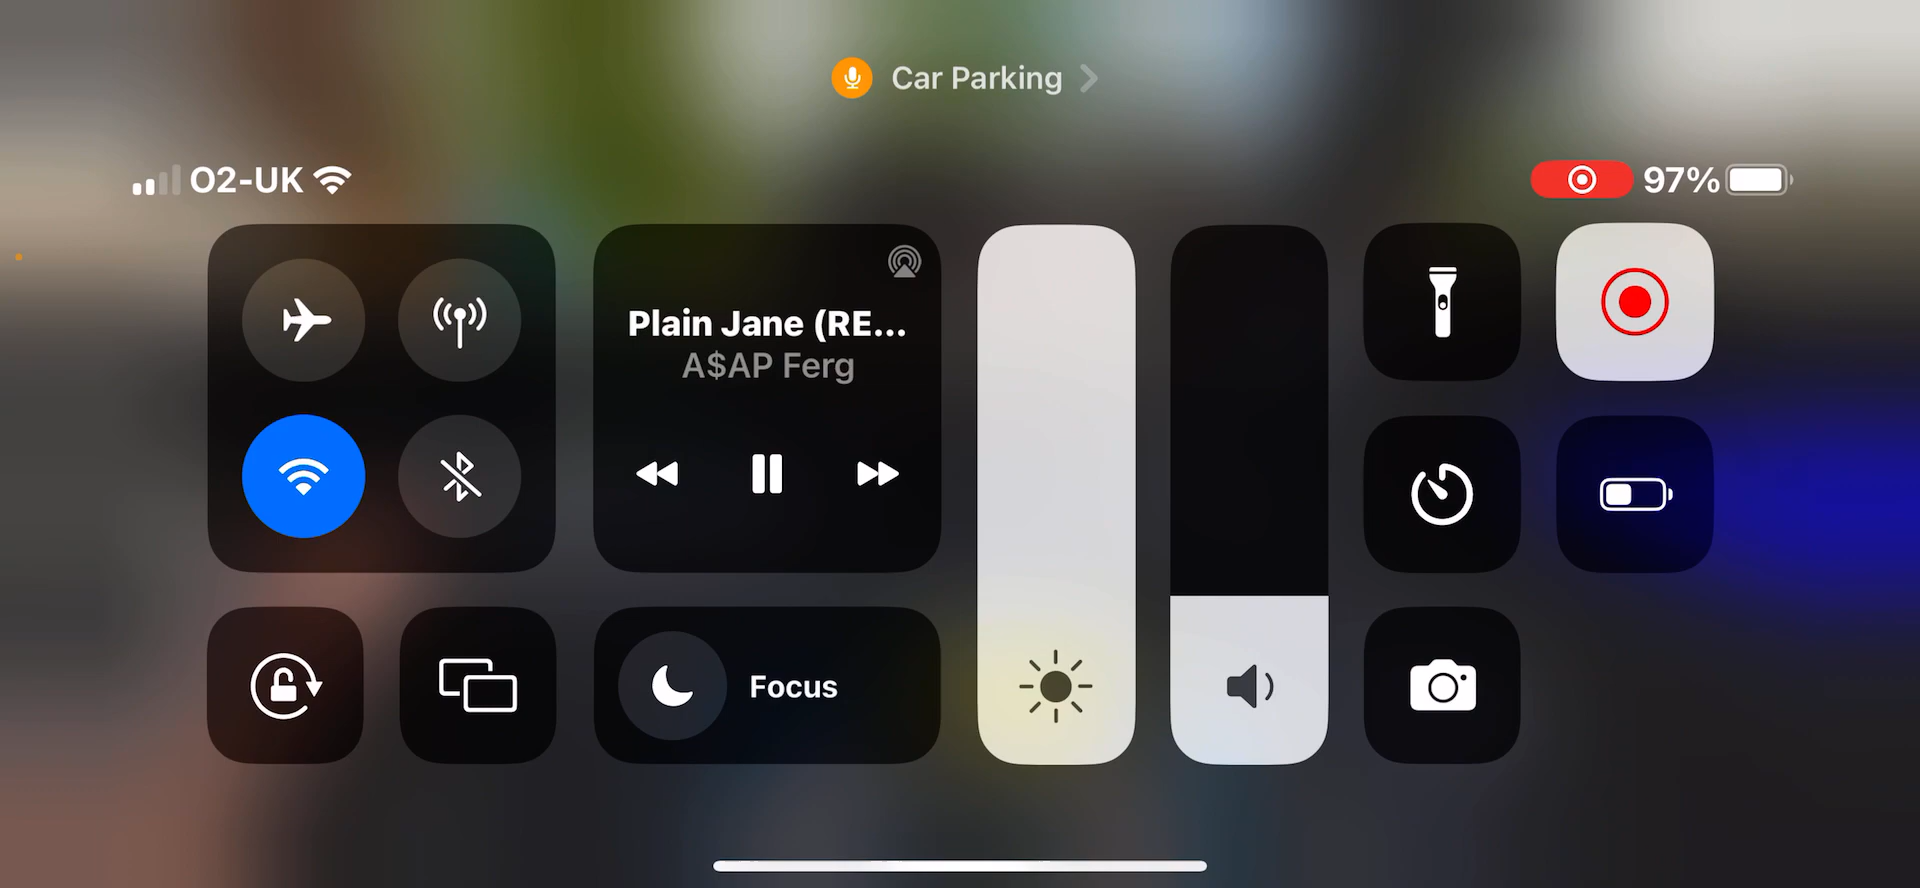 Car Parking
O2-UK
97%
Plain Jane (RE...
A$AP Ferg
Focus